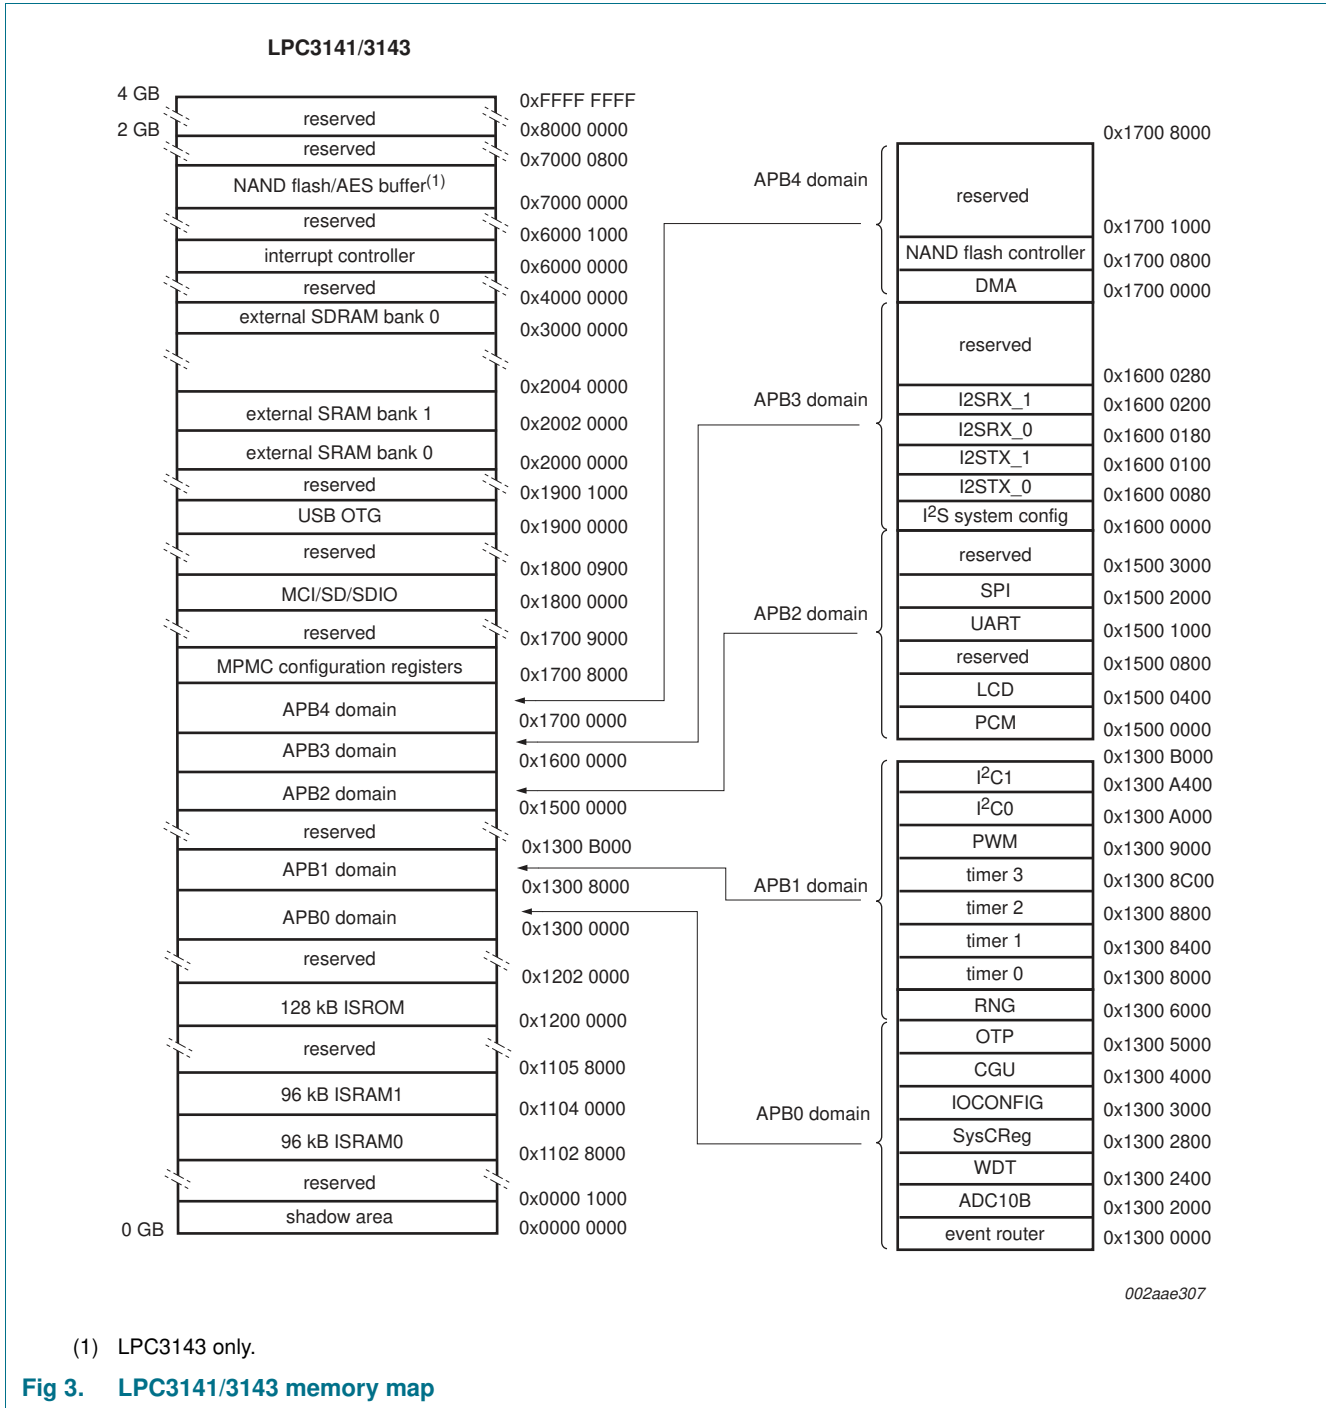 LPC3141/3143
4 GB
0xFFFF FFFF
reserved
2 GB
0x8000 0000
reserved
0x7000 0800
NAND flash/AES buffer(1)
0x7000 0000
reserved
0x6000 1000
interrupt controller
0x6000 0000
reserved
0x4000 0000
external SDRAM bank 0
0x3000 0000
0x2004 0000
external SRAM bank 1
0x2002 0000
external SRAM bank 0
0x2000 0000
reserved
0x1900 1000
USB OTG
0x1900 0000
reserved
0x1800 0900
MCI/SD/SDIO
0x1800 0000
reserved
0x1700 9000
MPMC configuration registers
0x1700 8000
APB4 domain
0x1700 0000
APB3 domain
0x1600 0000
APB2 domain
0x1500 0000
reserved
0x1300 B000
APB1 domain
0x1300 8000
APB0 domain
0x1300 0000
reserved
0x1202 0000
128 kB ISROM
0x1200 0000
reserved
0x1105 8000
96 kB ISRAM1
0x1104 0000
96 kB ISRAM0
0x1102 8000
reserved
0x0000 1000
shadow area
0 GB
0x0000 0000
0x1700 8000
APB4 domain
reserved
0x1700 1000
NAND flash controller
0x1700 0800
DMA
0x1700 0000
reserved
0x1600 0280
APB3 domain
I2SRX_1
0x1600 0200
I2SRX_0
0x1600 0180
I2STX_1
0x1600 0100
I2STX_0
0x1600 0080
I2S system config
0x1600 0000
reserved
0x1500 3000
SPI
0x1500 2000
APB2 domain
UART
0x1500 1000
reserved
0x1500 0800
LCD
0x1500 0400
PCM
0x1500 0000
0x1300 B000
I2C1
0x1300 A400
I2C0
0x1300 A000
PWM
0x1300 9000
timer 3
0x1300 8C00
APB1 domain
timer 2
0x1300 8800
timer 1
0x1300 8400
timer 0
0x1300 8000
RNG
0x1300 6000
OTP
0x1300 5000
CGU
0x1300 4000
IOCONFIG
0x1300 3000
APB0 domain
SysCReg
0x1300 2800
WDT
0x1300 2400
ADC10B
0x1300 2000
event router
0x1300 0000
002aae307
(1) LPC3143 only.
Fig 3. LPC3141/3143 memory map